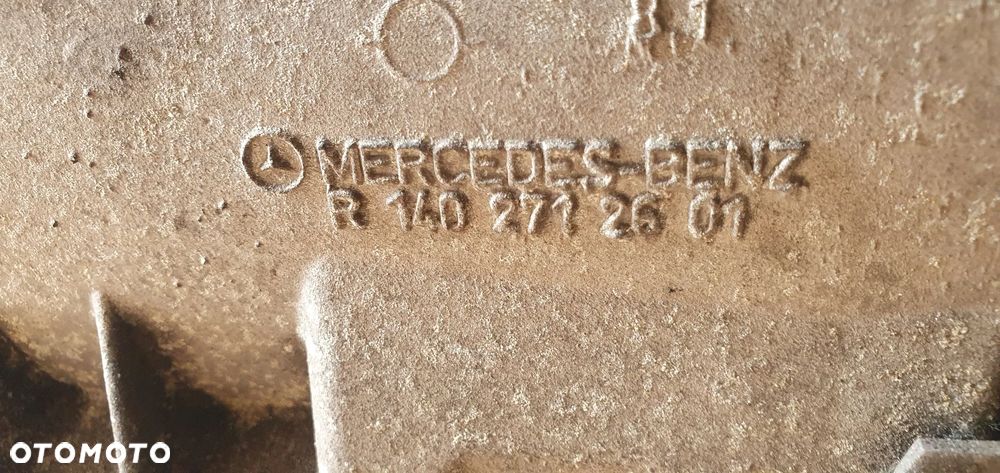 MERCEDES-BENZ
R 140 271 26 01
OTOMOTO